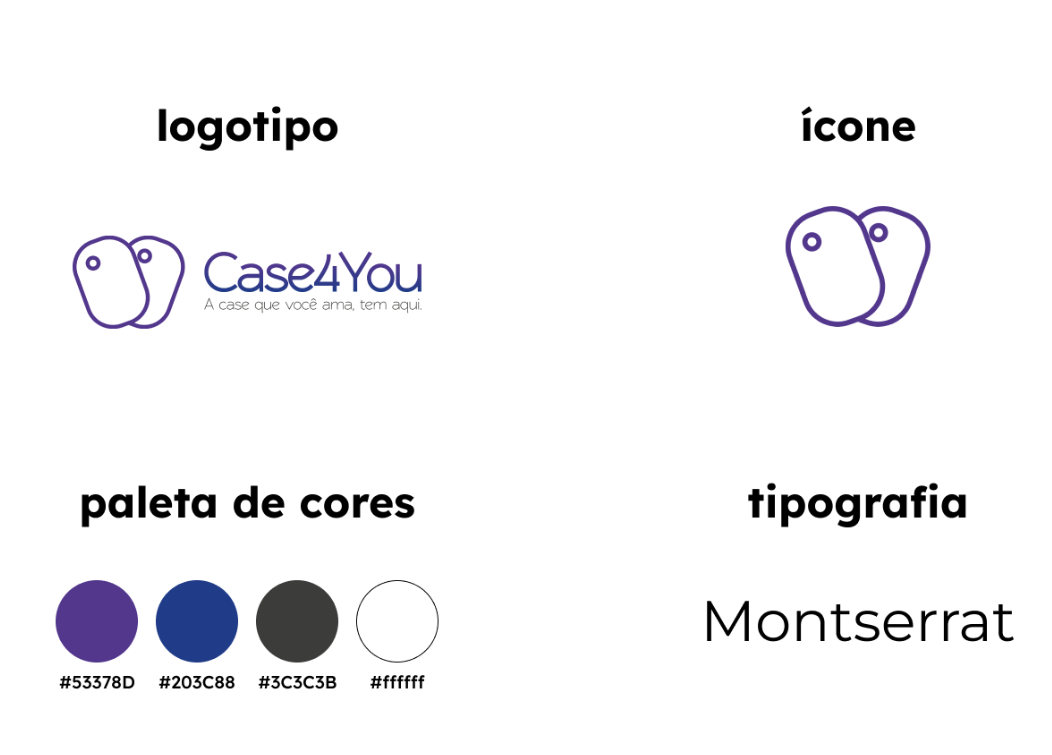 logotipo
ícone
Case4You
A case que você ama, tem aqui.
paleta de cores
tipografia
Montserrat
#53378D #203C88 #3C3C3B #ffffff